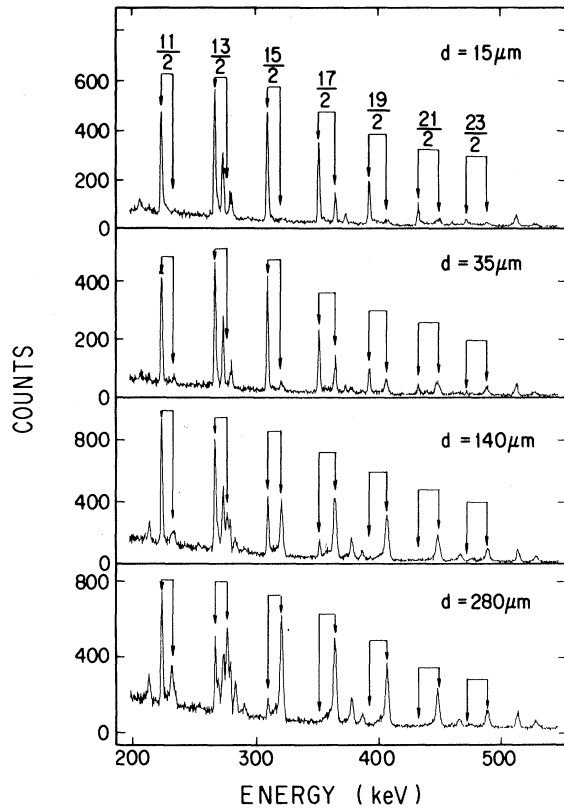 11/2 13/2 15/2 17/2 19/2 21/2 23/2
d = 15μm
600
400
200
0
d = 35μm
400
200
0
d = 140μm
800
400
0
d = 280μm
800
400
0
200 300 400 500
COUNTS
ENERGY (keV)